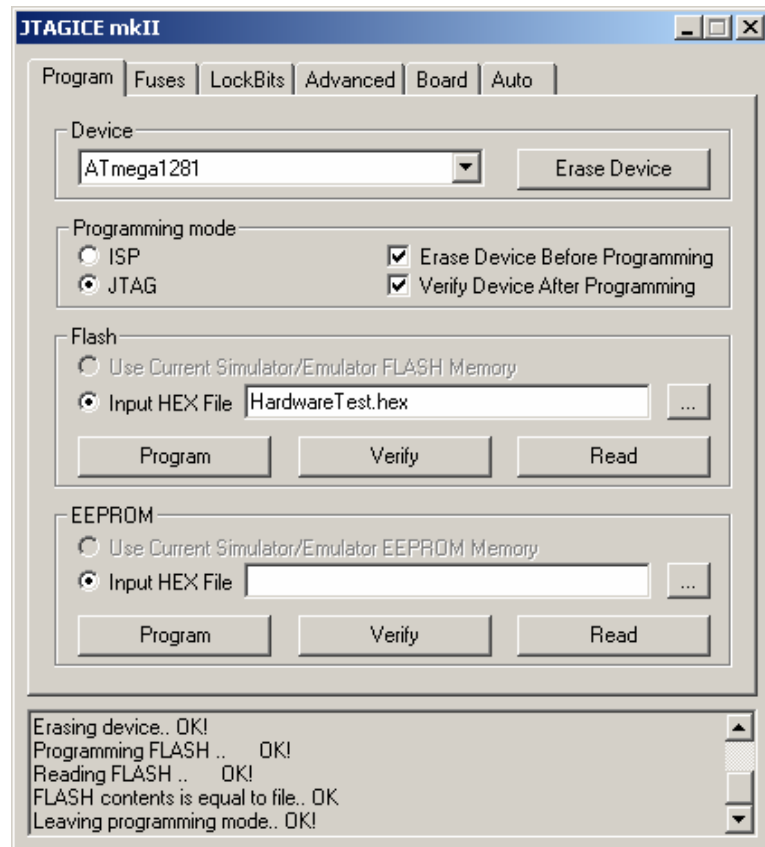 JTAGICE mkII
Program Fuses LockBits Advanced Board Auto
Device
ATmega1281 Erase Device
Programming mode
ISP Erase Device Before Programming
JTAG Verify Device After Programming
Flash
Use Current Simulator/Emulator FLASH Memory
Input HEX File HardwareTest.hex ...
Program Verify Read
EEPROM
Use Current Simulator/Emulator EEPROM Memory
Input HEX File ...
Program Verify Read
Erasing device.. OK!
Programming FLASH .. OK!
Reading FLASH .. OK!
FLASH contents is equal to file.. OK
Leaving programming mode.. OK!